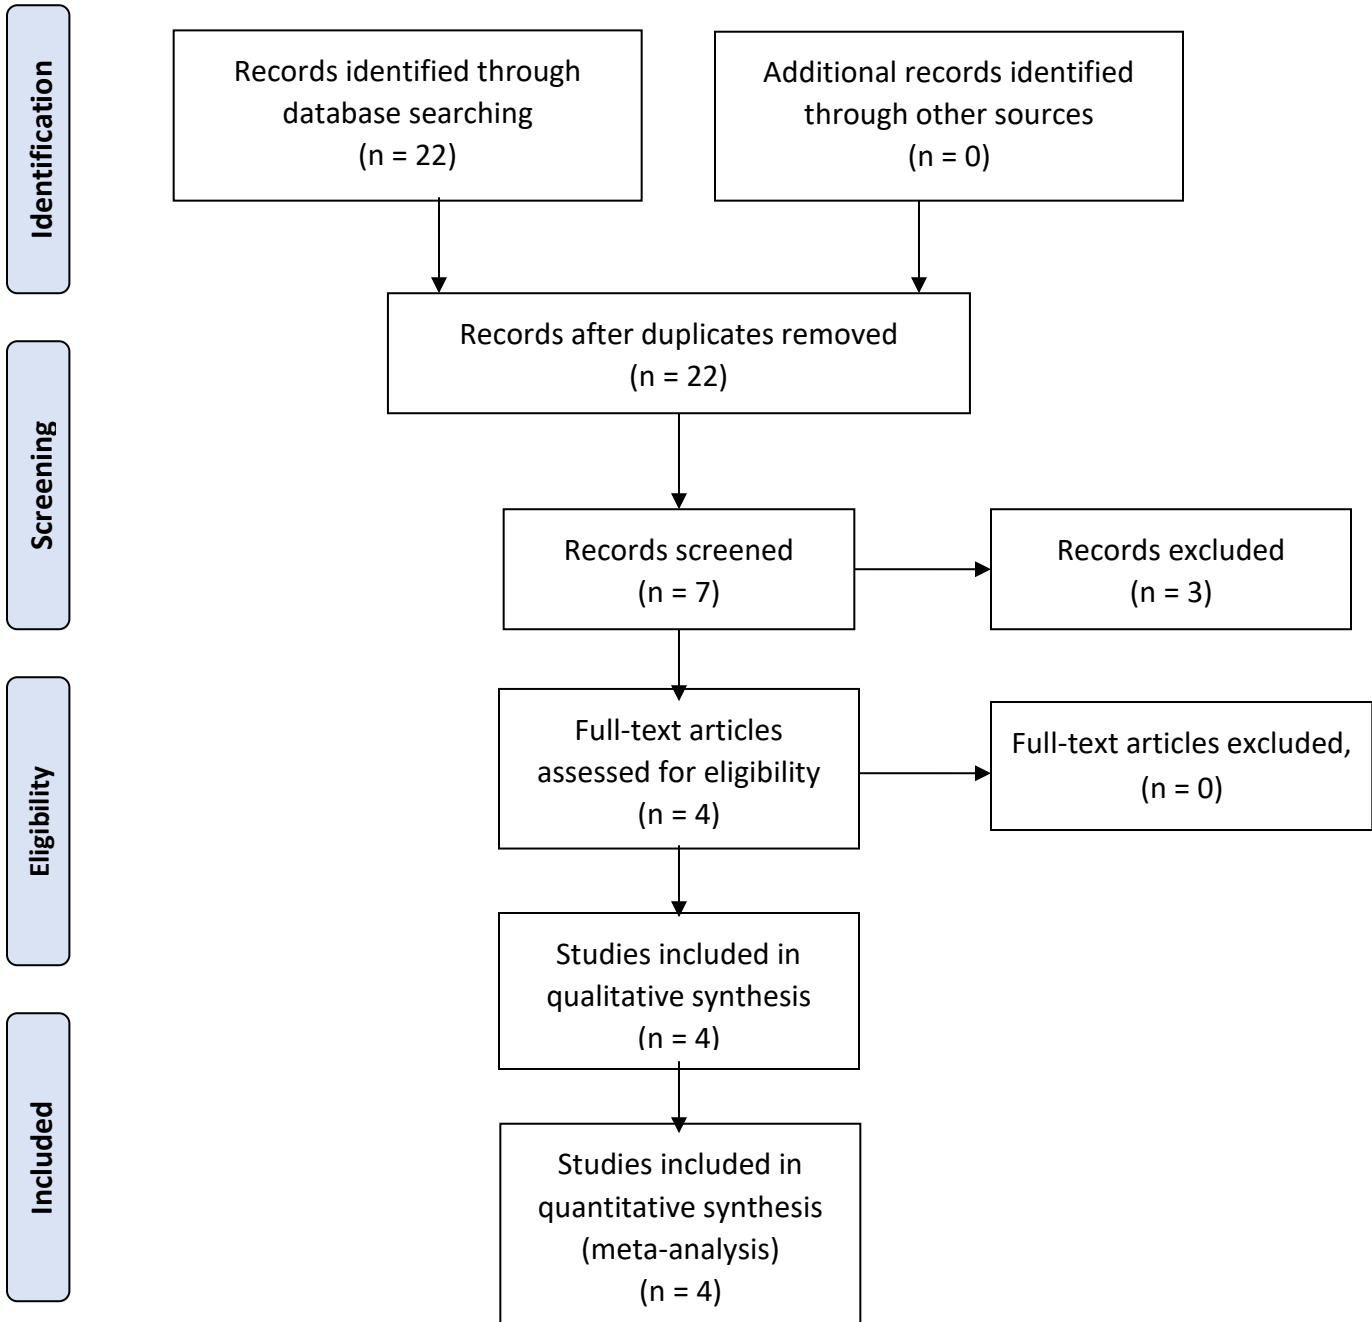 Identification
Records identified through
database searching
(n = 22)
Additional records identified
through other sources
(n = 0)
Records after duplicates removed
(n = 22)
Screening
Records screened
(n = 7)
Records excluded
(n = 3)
Eligibility
Full-text articles
assessed for eligibility
(n = 4)
Full-text articles excluded,
(n = 0)
Studies included in
qualitative synthesis
(n = 4)
Included
Studies included in
quantitative synthesis
(meta-analysis)
(n = 4)